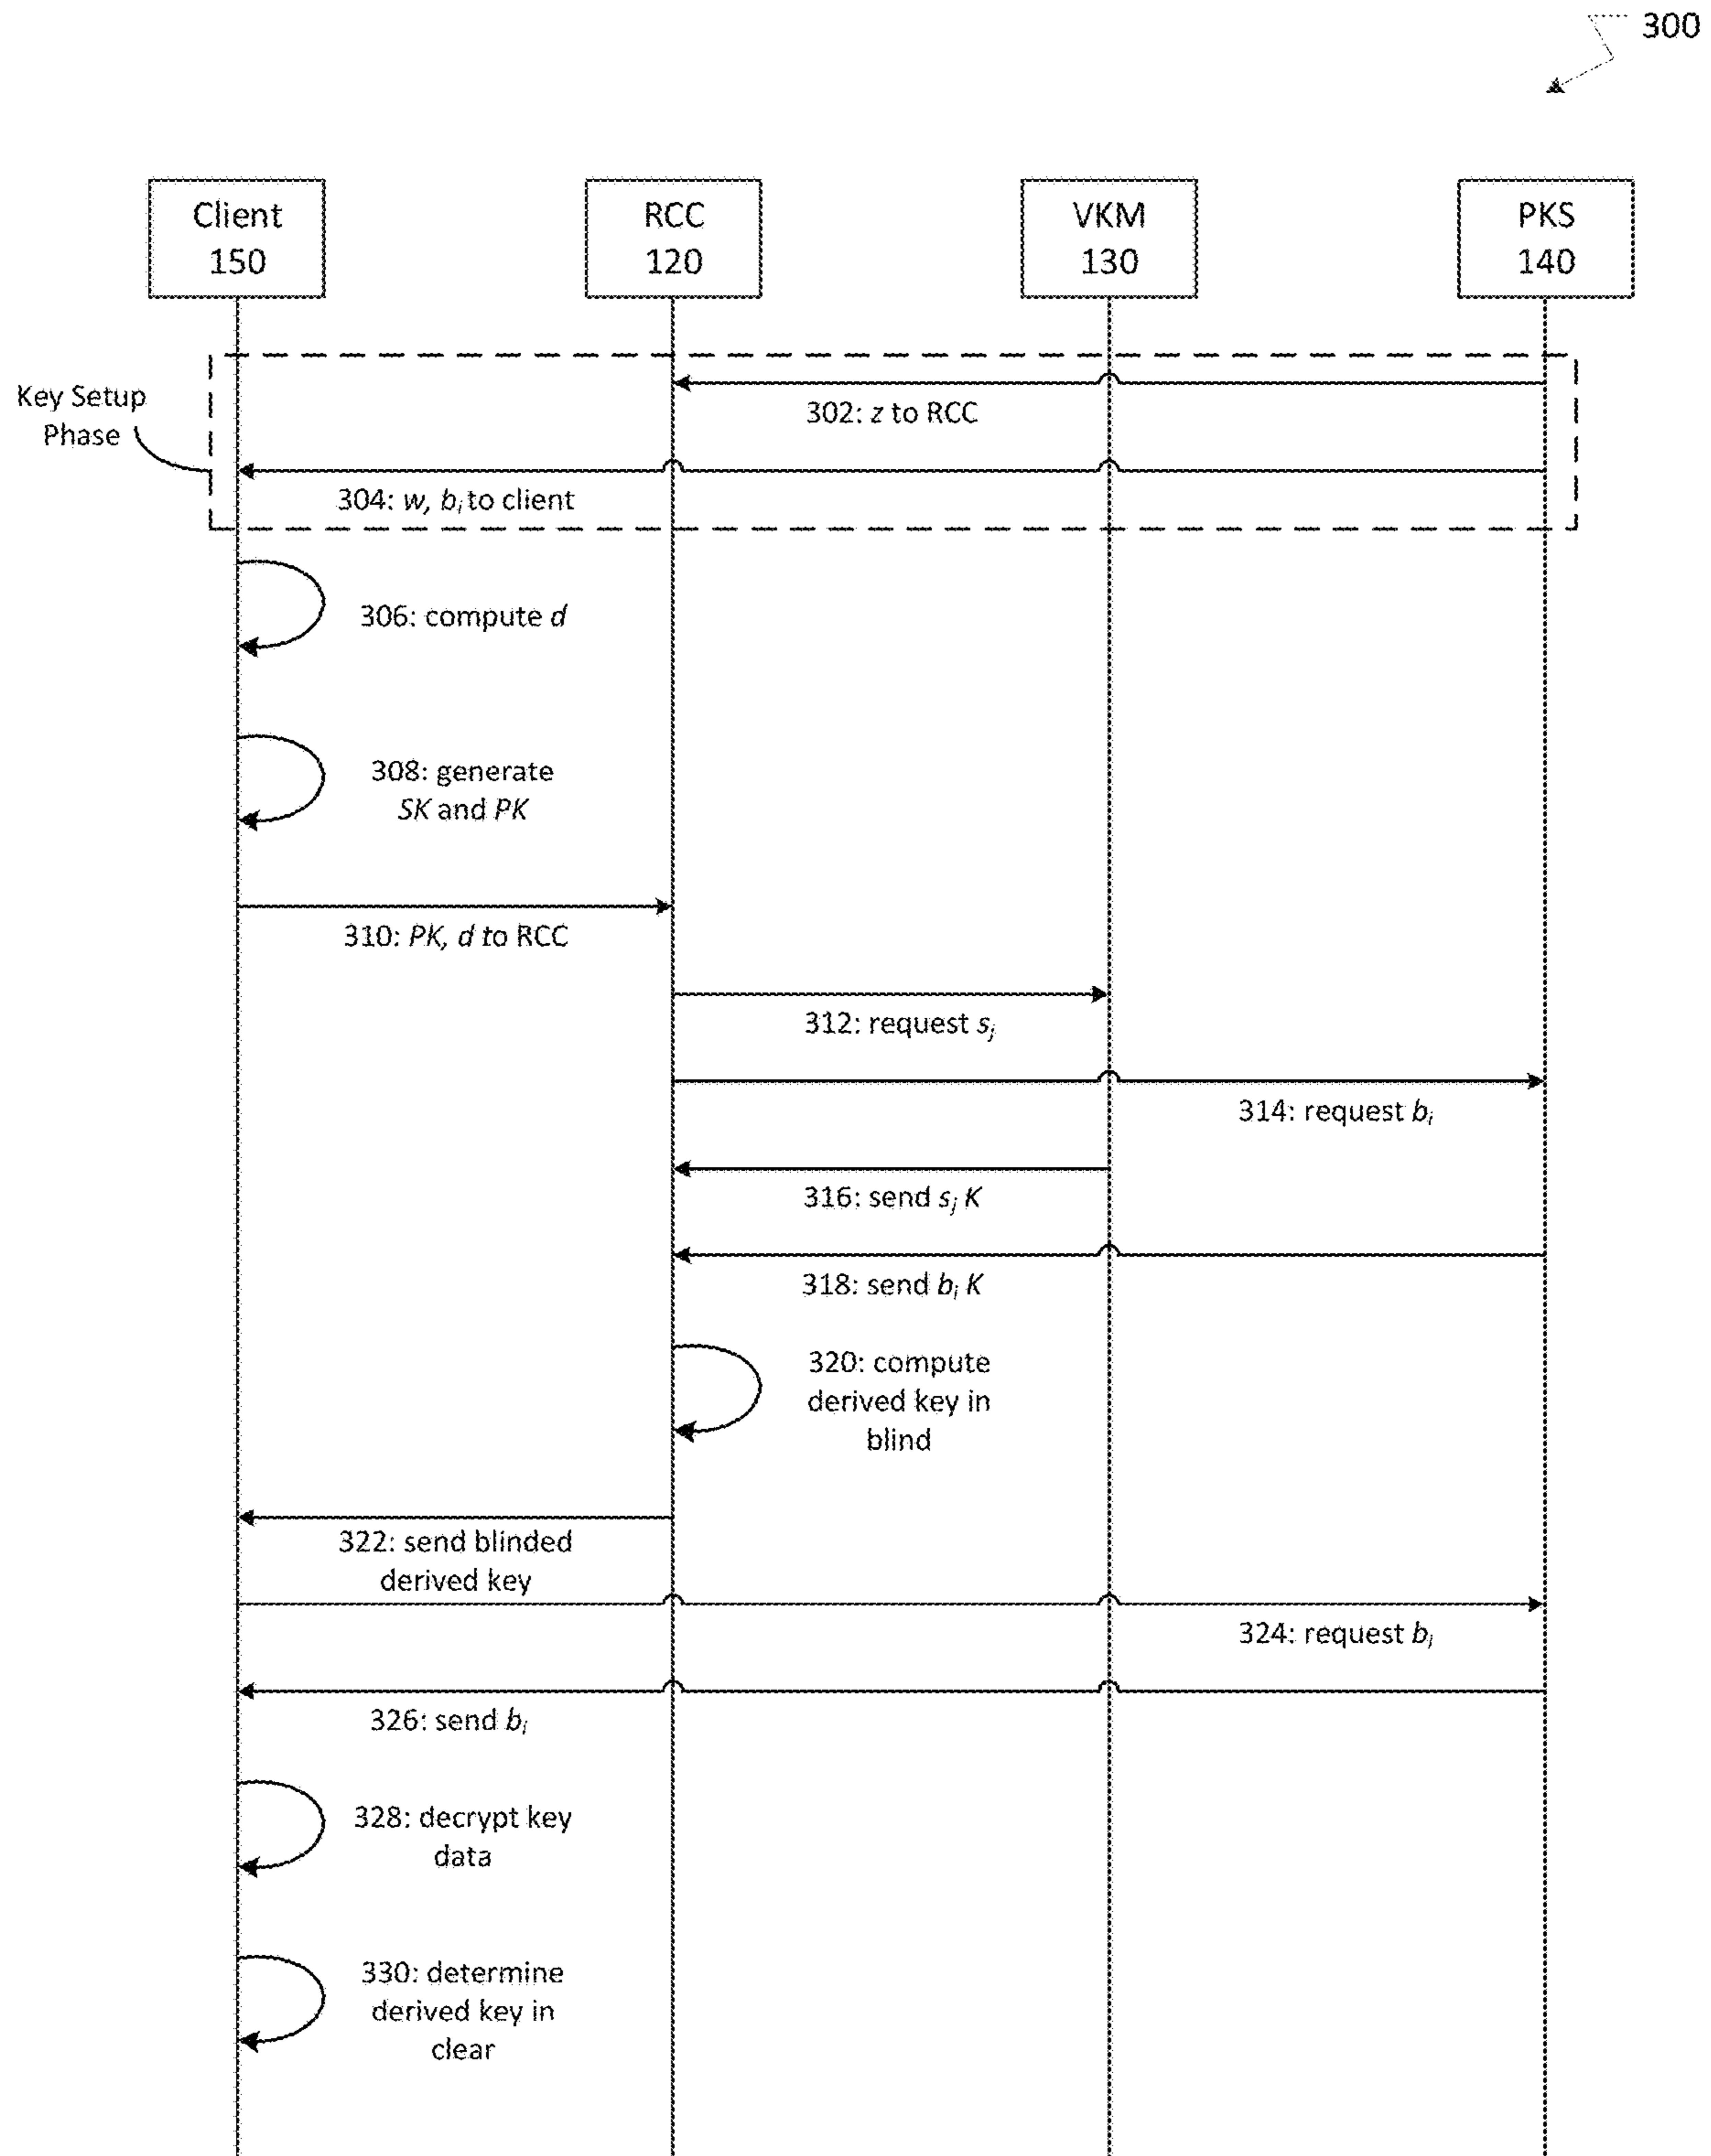 300
Client
150
RCC
120
VKM
130
PKS
140
Key Setup
Phase
302: z to RCC
304: w, bᵢ to client
306: compute d
308: generate
SK and PK
310: PK, d to RCC
312: request sⱼ
314: request bᵢ
316: send sⱼ K
318: send bᵢ K
320: compute
derived key in
blind
322: send blinded
derived key
324: request bᵢ
326: send bᵢ
328: decrypt key
data
330: determine
derived key in
clear